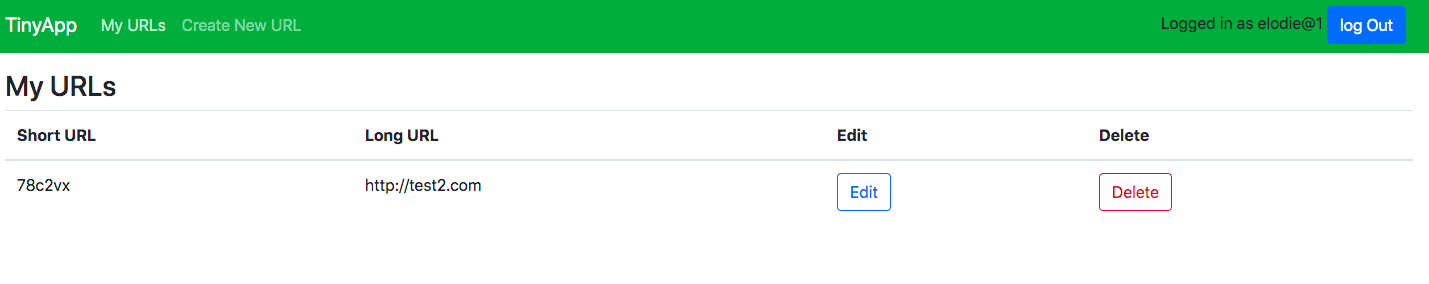 TinyApp My URLs Create New URL Logged in as elodie@1 log Out
My URLs
Short URL Long URL Edit Delete
78c2vx http://test2.com Edit Delete